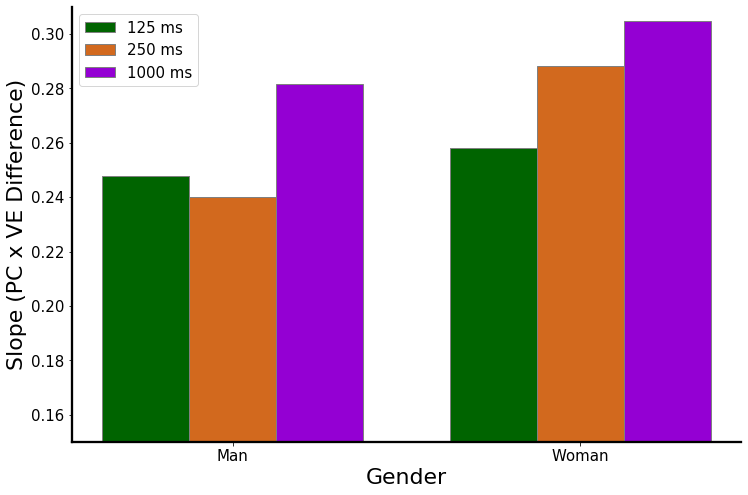 125 ms
250 ms
1000 ms
0.30
0.28
0.26
0.24
0.22
0.20
0.18
0.16
Slope (PC x VE Difference)
Man
Woman
Gender